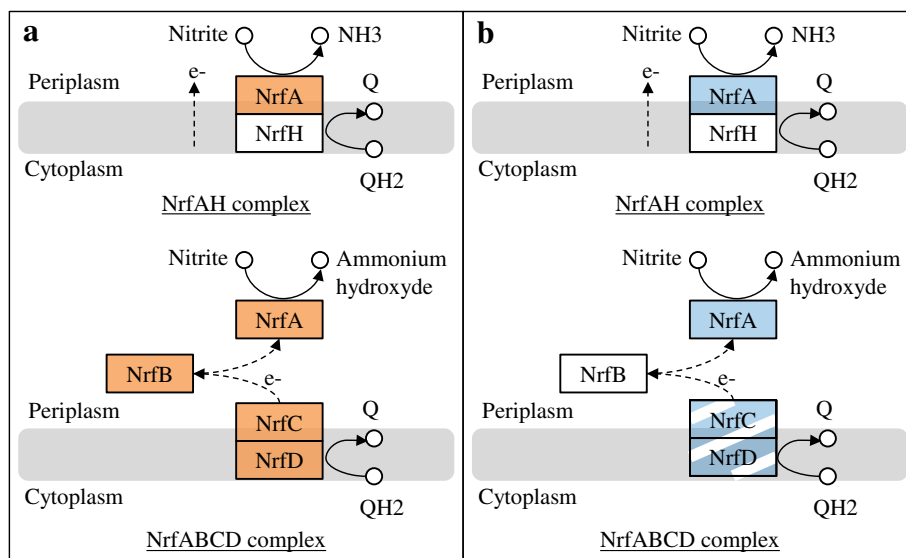 a
Nitrite
NH3
Periplasm
e-
Q
NrfA
NrfH
Cytoplasm
QH2
NrfAH complex
Nitrite
Ammonium
hydroxyde
NrfA
NrfB
e-
Periplasm
NrfC
Q
NrfD
Cytoplasm
QH2
NrfABCD complex
b
Nitrite
NH3
Periplasm
e-
Q
NrfA
NrfH
Cytoplasm
QH2
NrfAH complex
Nitrite
Ammonium
hydroxyde
NrfA
NrfB
e-
Periplasm
NrfC
Q
NrfD
Cytoplasm
QH2
NrfABCD complex